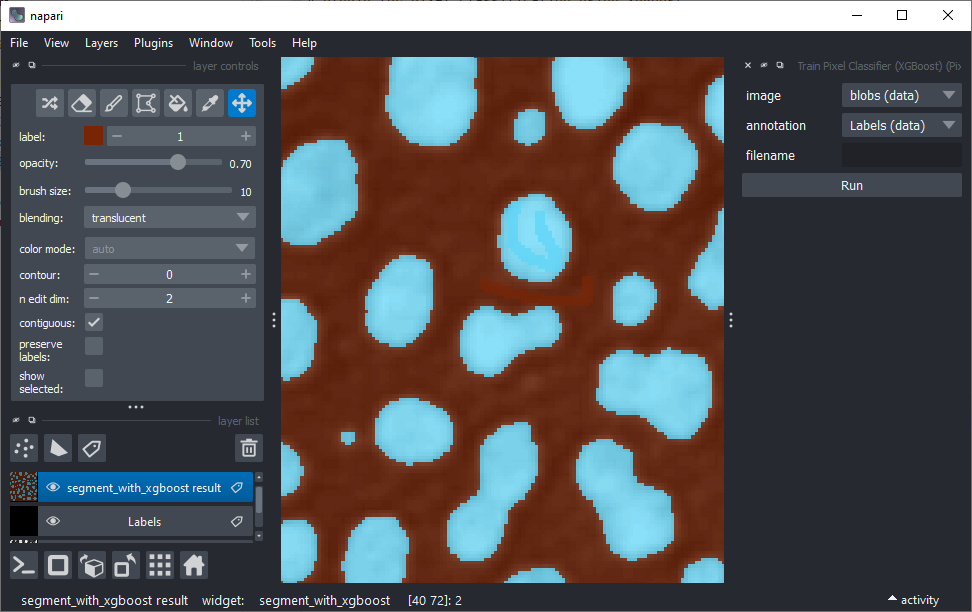 napari
File View Layers Plugins Window Tools Help
layer controls
label: 1
opacity: 0.70
brush size: 10
blending: translucent
color mode: auto
contour: 0
n edit dim: 2
contiguous:
preserve
labels:
show
selected:
layer list
segment_with_xgboost result
Labels
Train Pixel Classifier (XGBoost) (Pix
image blobs (data)
annotation Labels (data)
filename
Run
segment_with_xgboost result widget: segment_with_xgboost [40 72]: 2
activity